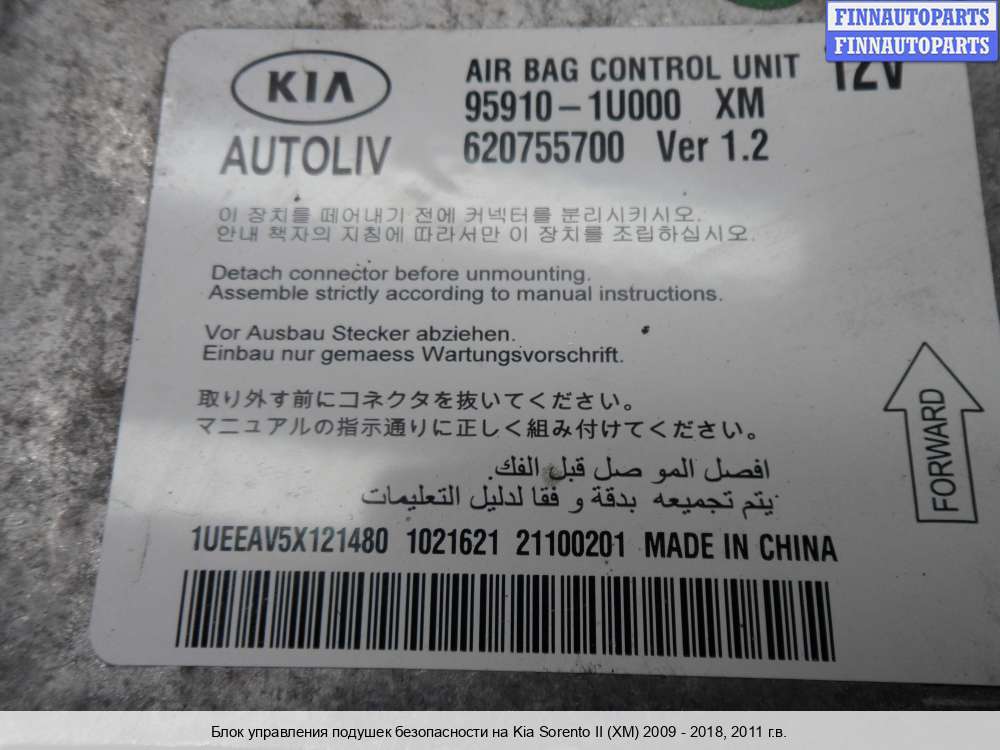 FINNAUTOPARTS
FINNAUTOPARTS
KIA
AUTOLIV
AIR BAG CONTROL UNIT 12V
95910-1U000 XM
620755700 Ver 1.2
이 장치를 떼어내기 전에 커넥터를 분리시키시오.
안내 책자의 지침에 따라서만 이 장치를 조립하십시오.
Detach connector before unmounting.
Assemble strictly according to manual instructions.
Vor Ausbau Stecker abziehen.
Einbau nur gemaess Wartungsvorschrift.
取り外す前にコネクタを抜いてください。
マニュアルの指示通りに正しく組み付けてください。
افصل الموصل قبل الفك.
يتم تجميعه بدقة و فقا لدليل التعليمات
FORWARD
1UEEAV5X121480 1021621 21100201 MADE IN CHINA
Блок управления подушек безопасности на Kia Sorento II (XM) 2009 - 2018, 2011 г.в.